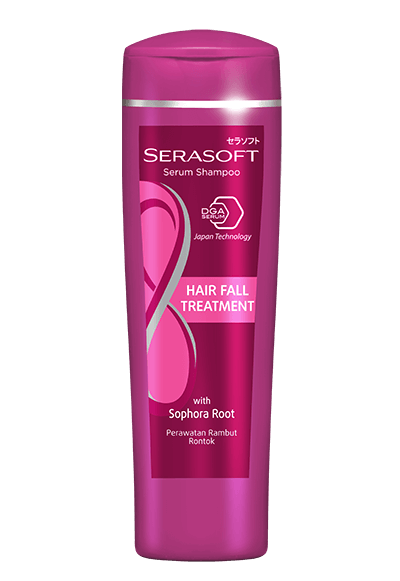 セラソフト
SERASOFT
Serum Shampoo
DGA
SERUM
Japan Technology
HAIR FALL
TREATMENT
with
Sophora Root
Perawatan Rambut
Rontok